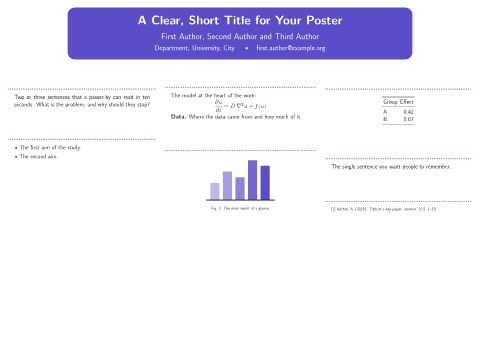 A Clear, Short Title for Your Poster
First Author, Second Author and Third Author
Department, University, City • first.author@example.org
Two or three sentences that a passer-by can read in ten
seconds. What is the problem, and why should they stop?
• The first aim of the study.
• The second aim.
The model at the heart of the work:
∂u/∂t = D∇²u + f(u)
Data. Where the data came from and how much of it.
Fig. 1: The main result at a glance.
Group Effect
A 0.42
B 0.67
The single sentence you want people to remember.
[1] Author, A. (2025). Title of a key paper. Journal, 1(1), 1–10.